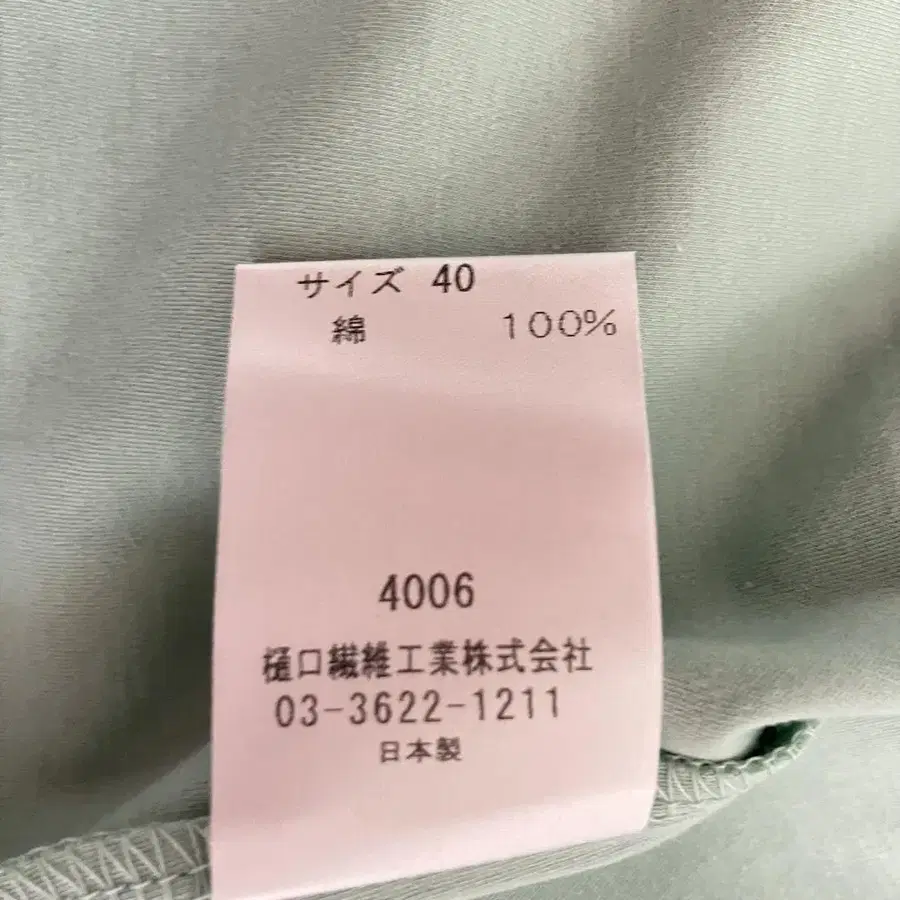 サイズ 40
綿 100%
4006
樋口繊維工業株式会社
03-3622-1211
日本製